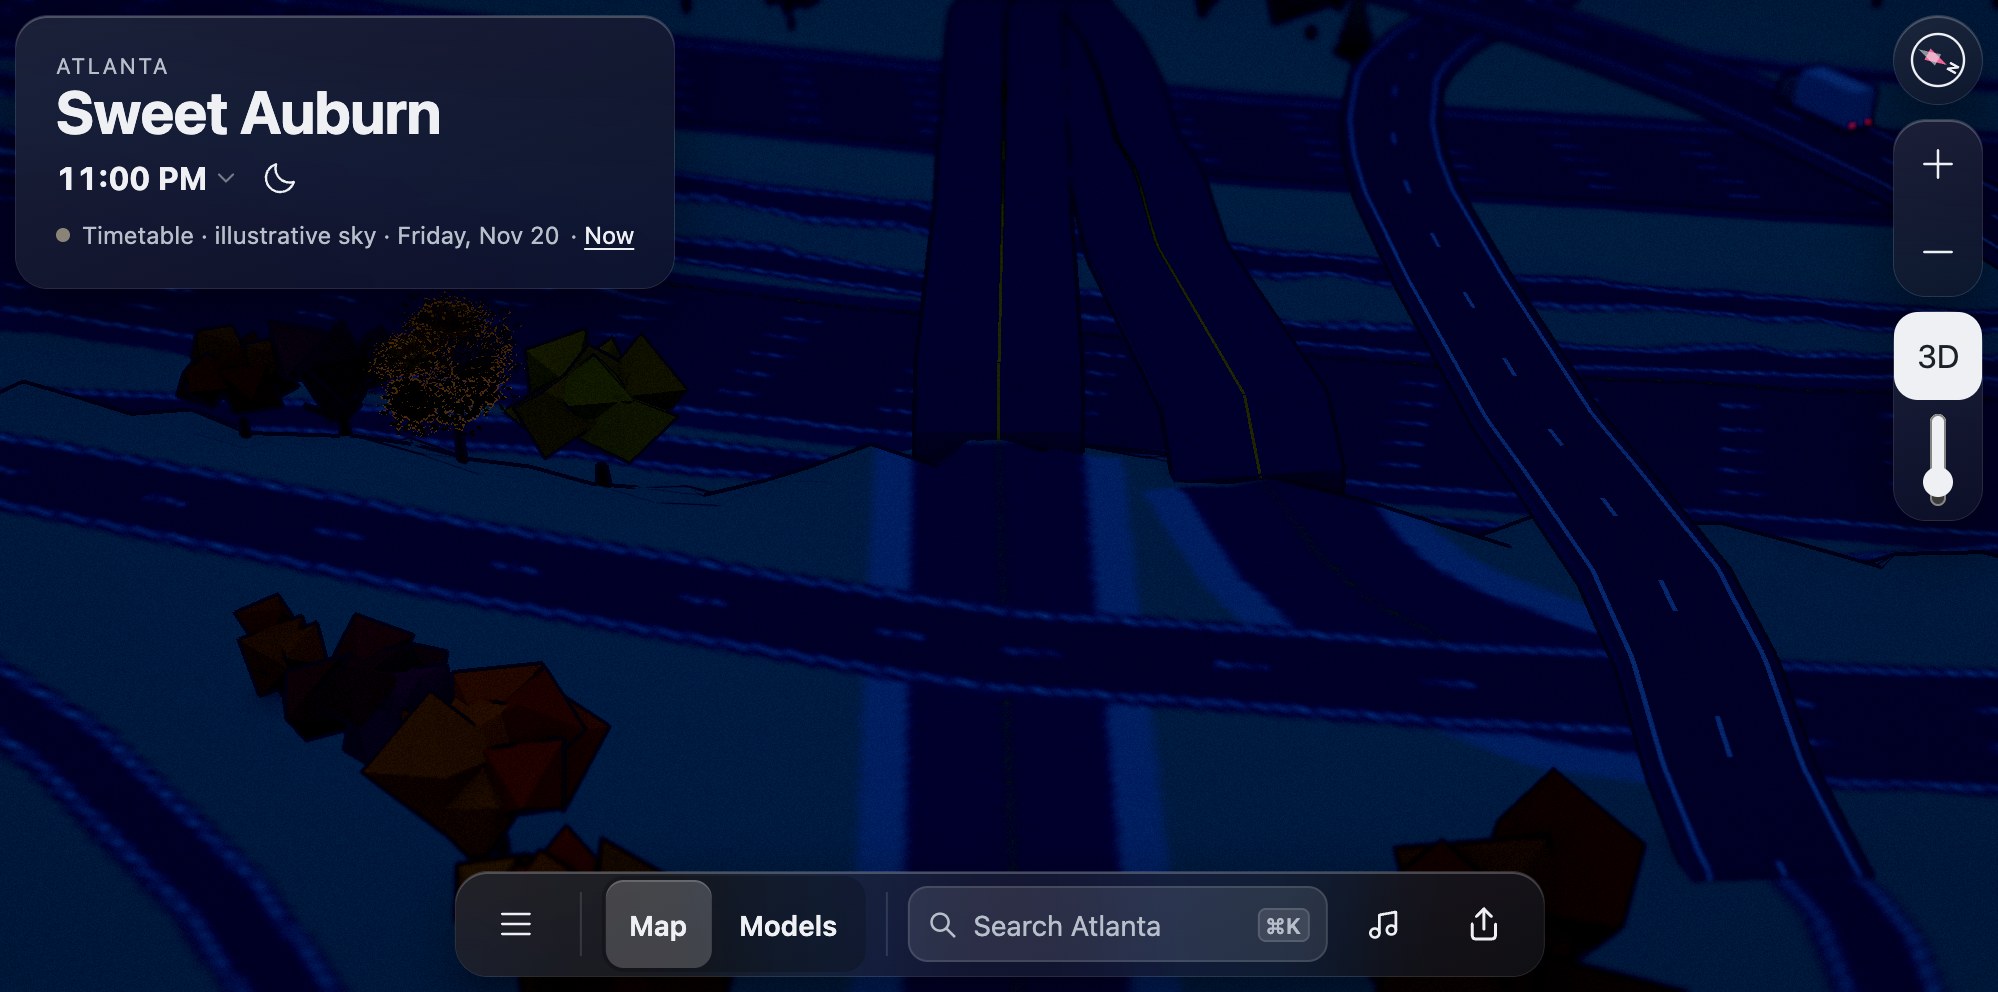 ATLANTA
Sweet Auburn
11:00 PM
Timetable · illustrative sky · Friday, Nov 20 · Now
N
3D
Map
Models
Search Atlanta
⌘K